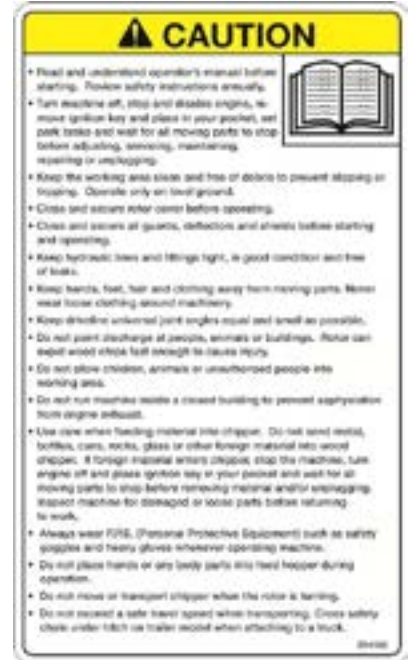 CAUTION
• Read and understand operator's manual before
starting. Review safety instructions annually.
• Turn machine off, stop and disable engine, re-
move ignition key and place in your pocket, set
park brake and wait for all moving parts to stop
before adjusting, servicing, maintaining,
repairing or unplugging.
• Keep the working area clean and free of debris to prevent slipping or
tripping. Operate only on level ground.
• Close and secure rotor cover before operating.
• Close and secure all guards, deflectors and shields before starting
and operating.
• Keep hydraulic lines and fittings tight, in good condition and free
of leaks.
• Keep hands, feet, hair and clothing away from moving parts. Never
wear loose clothing around machinery.
• Keep driveline universal joint angles equal and small as possible.
• Do not point discharge at people, animals or buildings. Rotor can
expel wood chips fast enough to cause injury.
• Do not allow children, animals or unauthorized people into
working area.
• Do not run machine inside a closed building to prevent asphyxiation
from engine exhaust.
• Use care when feeding material into chipper. Do not send metal,
bottles, cans, rocks, glass or other foreign material into wood
chipper. If foreign material enters chipper, stop the machine, turn
engine off and place ignition key in your pocket and wait for all
moving parts to stop before removing material and/or unplugging.
Inspect machine for damaged or loose parts before returning
to work.
• Always wear P.P.E. (Personal Protective Equipment) such as safety
goggles and heavy gloves whenever operating machine.
• Do not place hands or any body parts into feed hopper during
operation.
• Do not move or transport chipper when the rotor is turning.
• Do not exceed a safe travel speed when transporting. Cross safety
chain under hitch on trailer model when attaching to a truck.